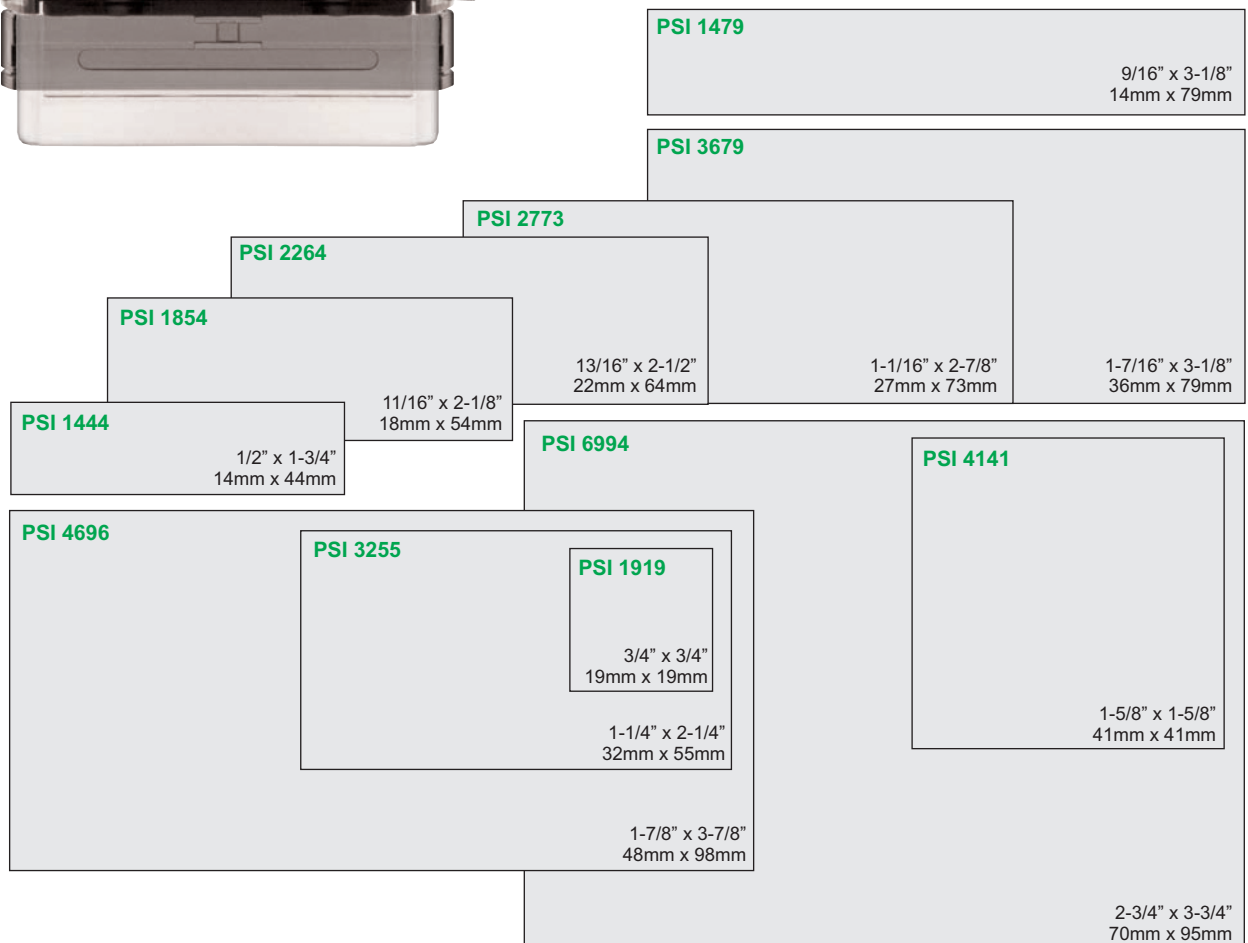 PSI 1479
9/16” x 3-1/8”
14mm x 79mm
PSI 3679
1-7/16” x 3-1/8”
36mm x 79mm
PSI 2773
1-1/16” x 2-7/8”
27mm x 73mm
PSI 2264
13/16” x 2-1/2”
22mm x 64mm
PSI 1854
11/16” x 2-1/8”
18mm x 54mm
PSI 1444
1/2” x 1-3/4”
14mm x 44mm
PSI 6994
2-3/4” x 3-3/4”
70mm x 95mm
PSI 4141
1-5/8” x 1-5/8”
41mm x 41mm
PSI 4696
1-7/8” x 3-7/8”
48mm x 98mm
PSI 3255
1-1/4” x 2-1/4”
32mm x 55mm
PSI 1919
3/4” x 3/4”
19mm x 19mm